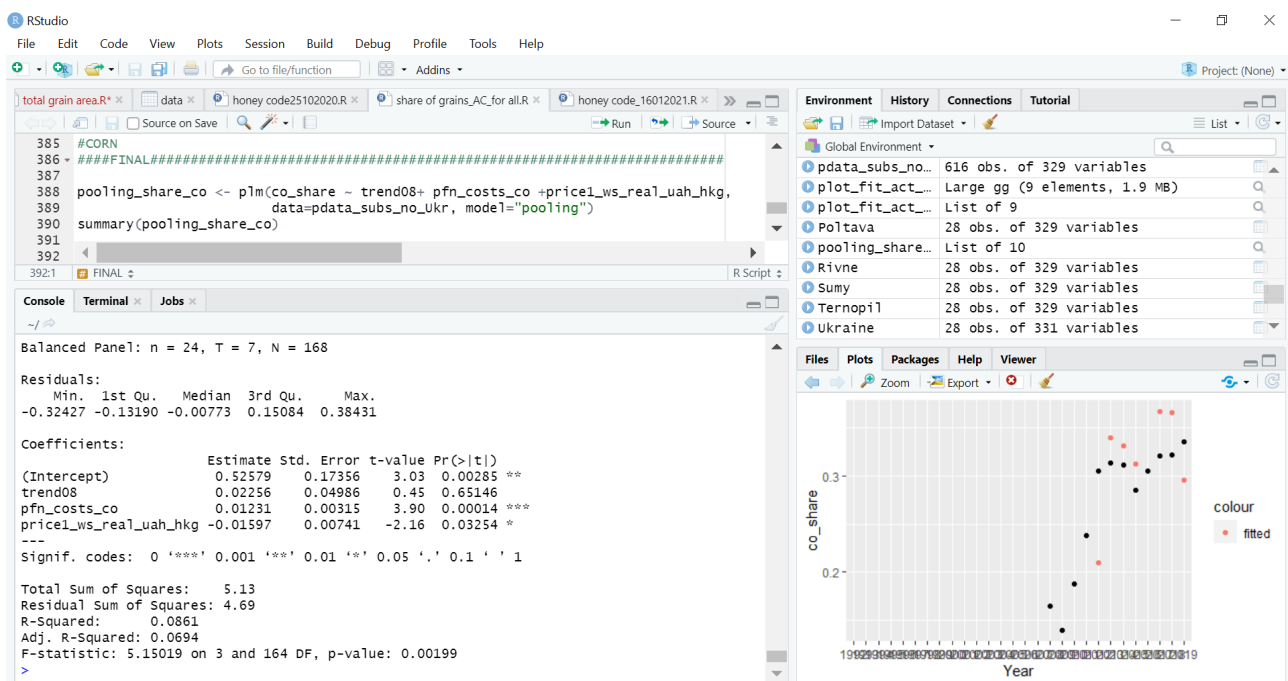 RStudio
File Edit Code View Plots Session Build Debug Profile Tools Help
Go to file/function Addins Project: (None)
total grain area.R* data honey code25102020.R share of grains_AC_for all.R honey code_16012021.R
Source on Save Run Source
385 #CORN
386 ####FINAL########################################################################
387
388 pooling_share_co <- plm(co_share ~ trend08+ pfn_costs_co +price1_ws_real_uah_hkg,
389 data=pdata_subs_no_Ukr, model="pooling")
390 summary(pooling_share_co)
391
392
392:1 # FINAL R Script
Console Terminal Jobs
~/
Balanced Panel: n = 24, T = 7, N = 168
Residuals:
Min. 1st Qu. Median 3rd Qu. Max.
-0.32427 -0.13190 -0.00773 0.15084 0.38431
Coefficients:
Estimate Std. Error t-value Pr(>|t|)
(Intercept) 0.52579 0.17356 3.03 0.00285 **
trend08 0.02256 0.04986 0.45 0.65146
pfn_costs_co 0.01231 0.00315 3.90 0.00014 ***
price1_ws_real_uah_hkg -0.01597 0.00741 -2.16 0.03254 *
---
Signif. codes: 0 ‘***’ 0.001 ‘**’ 0.01 ‘*’ 0.05 ‘.’ 0.1 ‘ ’ 1
Total Sum of Squares: 5.13
Residual Sum of Squares: 4.69
R-Squared: 0.0861
Adj. R-Squared: 0.0694
F-statistic: 5.15019 on 3 and 164 DF, p-value: 0.00199
>
Environment History Connections Tutorial
Import Dataset List
Global Environment
pdata_subs_no… 616 obs. of 329 variables
plot_fit_act_… Large gg (9 elements, 1.9 MB)
plot_fit_act_… List of 9
Poltava 28 obs. of 329 variables
pooling_share… List of 10
Rivne 28 obs. of 329 variables
Sumy 28 obs. of 329 variables
Ternopil 28 obs. of 329 variables
Ukraine 28 obs. of 331 variables
Files Plots Packages Help Viewer
Zoom Export
0.3
0.2
co_share
Year
colour
fitted